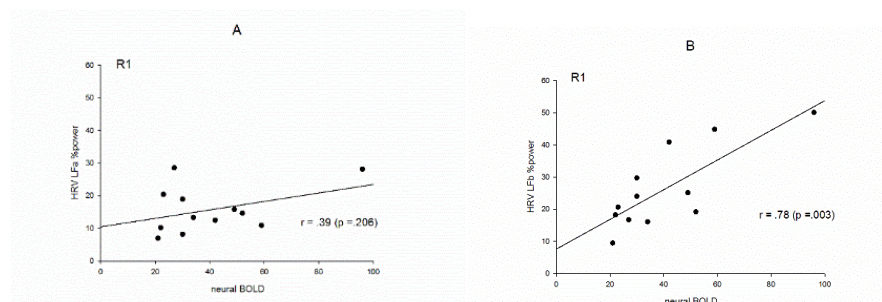 A
R1
60
50
40
30
20
10
0
HRV LFa %power
r = .39 (p =.206)
0 20 40 60 80 100
neural BOLD
B
R1
60
50
40
30
20
10
0
HRV LFb %power
r = .78 (p =.003)
0 20 40 60 80 100
neural BOLD